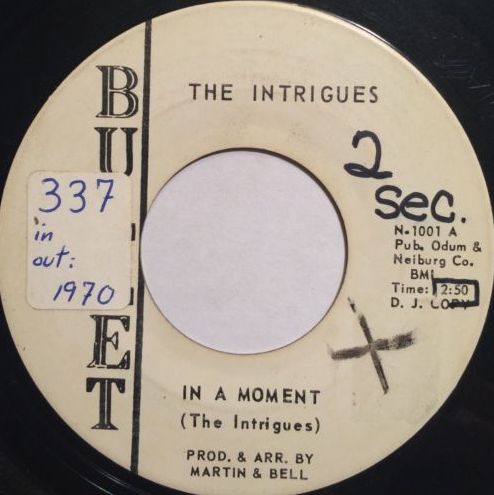 THE INTRIGUES
2
sec.
N-1001 A
Pub. Odum &
Neiburg Co.
BMI
Time: 2:50
D. J. COPY
337
in
out:
1970
IN A MOMENT
(The Intrigues)
PROD. & ARR. BY
MARTIN & BELL